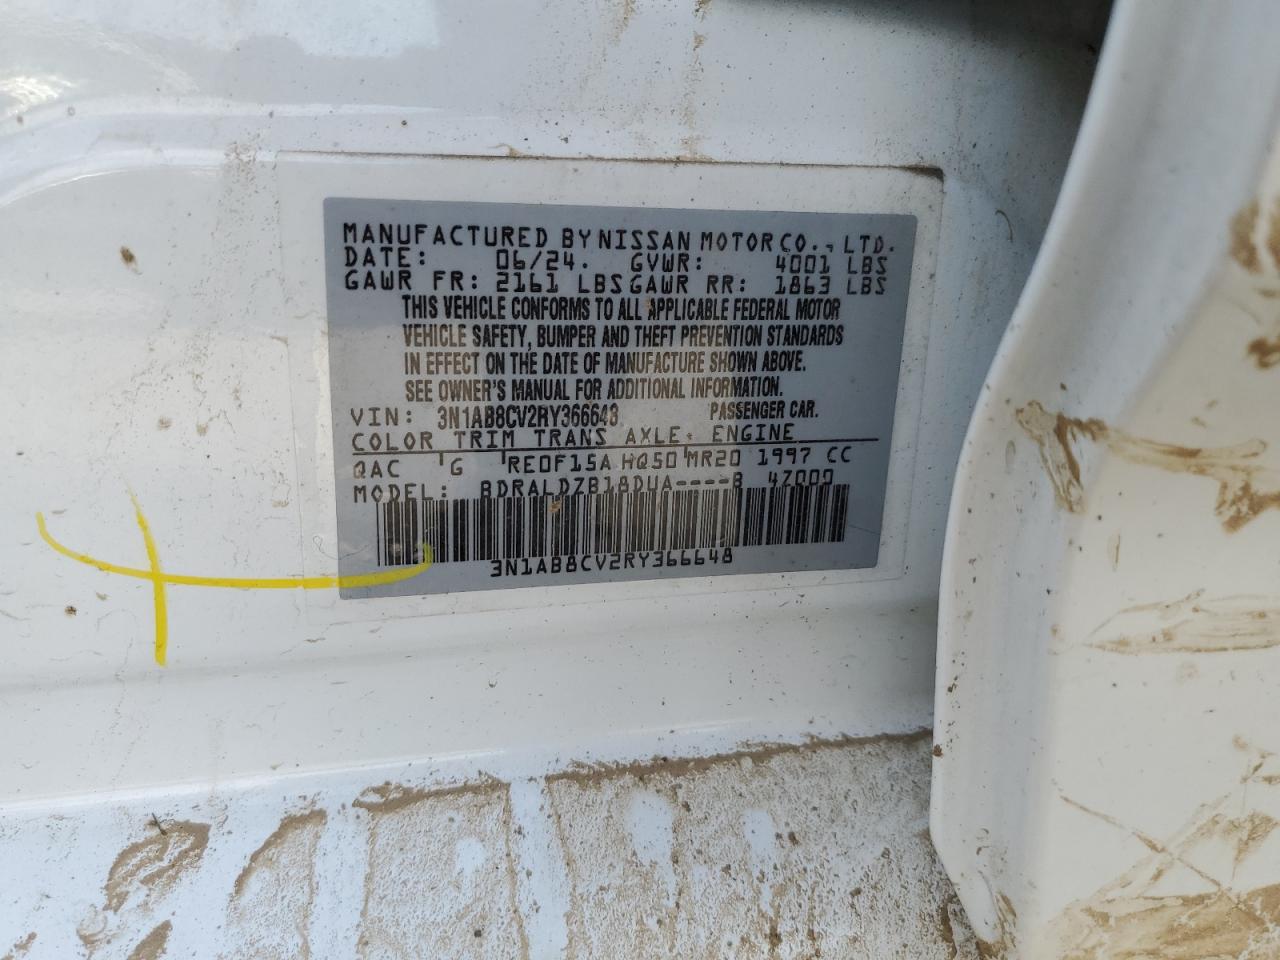 MANUFACTURED BY NISSAN MOTOR CO., LTD.
DATE: 06/24. GVWR: 4001 LBS
GAWR FR: 2161 LBS GAWR RR: 1863 LBS
THIS VEHICLE CONFORMS TO ALL APPLICABLE FEDERAL MOTOR
VEHICLE SAFETY, BUMPER AND THEFT PREVENTION STANDARDS
IN EFFECT ON THE DATE OF MANUFACTURE SHOWN ABOVE.
SEE OWNER'S MANUAL FOR ADDITIONAL INFORMATION.
VIN: 3N1AB8CV2RY366648 PASSENGER CAR.
COLOR TRIM TRANS AXLE ENGINE
QAC G RE0F15A HQ50 MR20 1997 CC
MODEL: BDRALDZB18DUA----B 47000
3N1AB8CV2RY366648